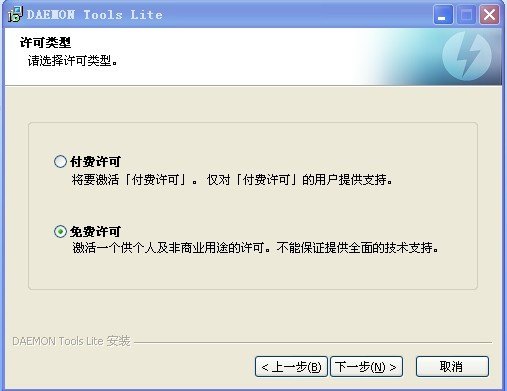 DAEMON Tools Lite
许可类型
请选择许可类型。
付费许可
将要激活「付费许可」。仅对「付费许可」的用户提供支持。
免费许可
激活一个供个人及非商业用途的许可。不能保证提供全面的技术支持。
DAEMON Tools Lite 安装
< 上一步(B)
下一步(N) >
取消